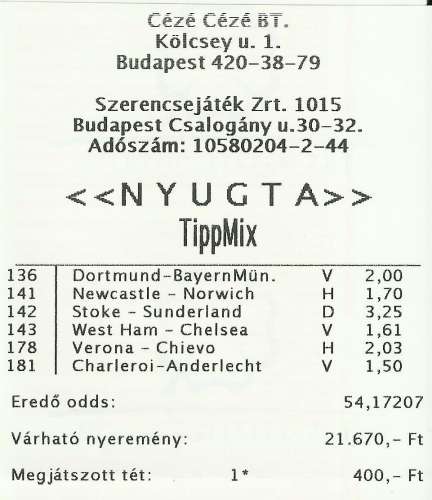 Cézé Cézé BT.
Kölcsey u. 1.
Budapest 420-38-79
Szerencsejáték Zrt. 1015
Budapest Csalogány u.30-32.
Adószám: 10580204-2-44
<<NYUGTA>>
TippMix
136 Dortmund-BayernMün. V 2,00
141 Newcastle - Norwich H 1,70
142 Stoke - Sunderland D 3,25
143 West Ham - Chelsea V 1,61
178 Verona - Chievo H 2,03
181 Charleroi-Anderlecht V 1,50
Eredő odds: 54,17207
Várható nyeremény: 21.670,- Ft
Megjátszott tét: 1* 400,- Ft